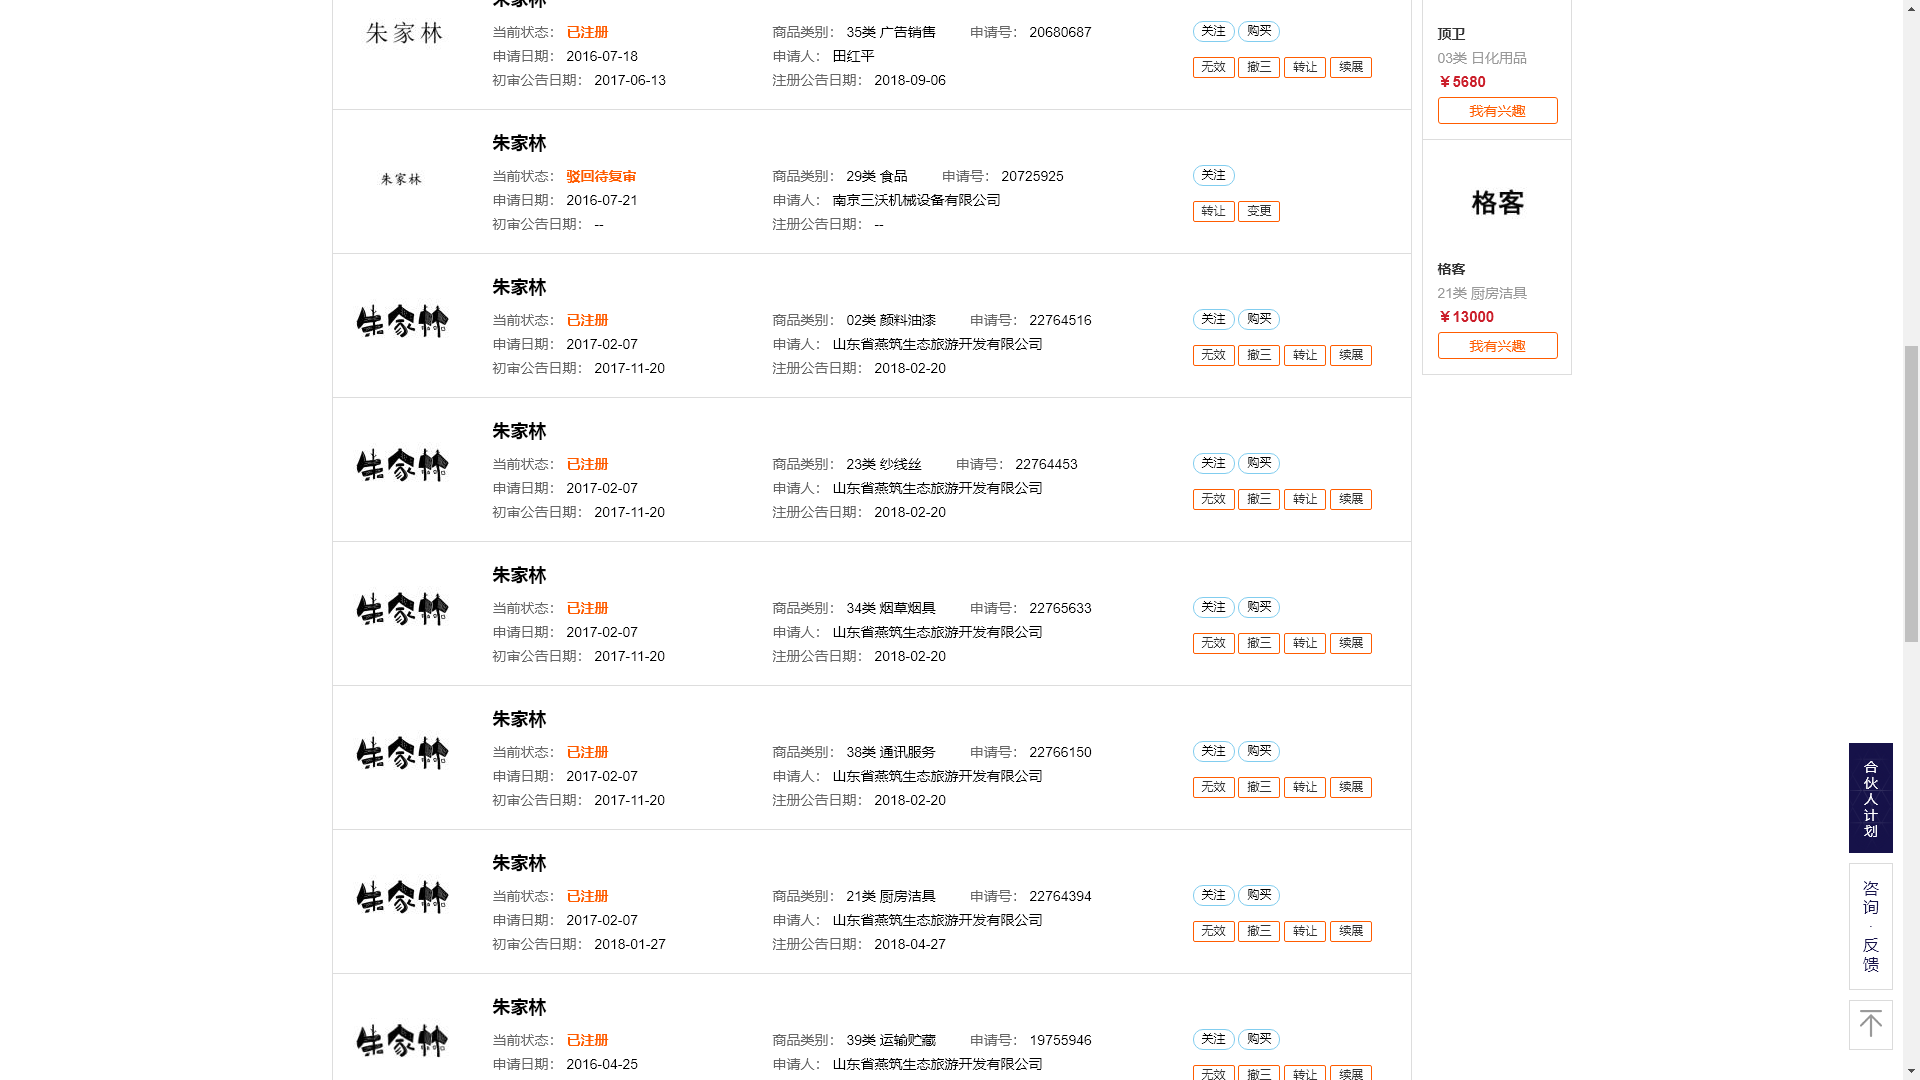 朱家林
朱家林
当前状态： 已注册
商品类别： 35类 广告销售
申请号： 20680687
申请日期： 2016-07-18
申请人： 田红平
初审公告日期： 2017-06-13
注册公告日期： 2018-09-06
关注
购买
无效
撤三
转让
续展
朱家林
朱家林
当前状态： 驳回待复审
商品类别： 29类 食品
申请号： 20725925
申请日期： 2016-07-21
申请人： 南京三沃机械设备有限公司
初审公告日期： --
注册公告日期： --
关注
转让
变更
朱家林
朱家林
当前状态： 已注册
商品类别： 02类 颜料油漆
申请号： 22764516
申请日期： 2017-02-07
申请人： 山东省燕筑生态旅游开发有限公司
初审公告日期： 2017-11-20
注册公告日期： 2018-02-20
关注
购买
无效
撤三
转让
续展
朱家林
朱家林
当前状态： 已注册
商品类别： 23类 纱线丝
申请号： 22764453
申请日期： 2017-02-07
申请人： 山东省燕筑生态旅游开发有限公司
初审公告日期： 2017-11-20
注册公告日期： 2018-02-20
关注
购买
无效
撤三
转让
续展
朱家林
朱家林
当前状态： 已注册
商品类别： 34类 烟草烟具
申请号： 22765633
申请日期： 2017-02-07
申请人： 山东省燕筑生态旅游开发有限公司
初审公告日期： 2017-11-20
注册公告日期： 2018-02-20
关注
购买
无效
撤三
转让
续展
朱家林
朱家林
当前状态： 已注册
商品类别： 38类 通讯服务
申请号： 22766150
申请日期： 2017-02-07
申请人： 山东省燕筑生态旅游开发有限公司
初审公告日期： 2017-11-20
注册公告日期： 2018-02-20
关注
购买
无效
撤三
转让
续展
朱家林
朱家林
当前状态： 已注册
商品类别： 21类 厨房洁具
申请号： 22764394
申请日期： 2017-02-07
申请人： 山东省燕筑生态旅游开发有限公司
初审公告日期： 2018-01-27
注册公告日期： 2018-04-27
关注
购买
无效
撤三
转让
续展
朱家林
朱家林
当前状态： 已注册
商品类别： 39类 运输贮藏
申请号： 19755946
申请日期： 2016-04-25
申请人： 山东省燕筑生态旅游开发有限公司
关注
购买
无效
撤三
转让
续展
顶卫
03类 日化用品
￥5680
我有兴趣
格客
格客
21类 厨房洁具
￥13000
我有兴趣
合伙人计划
咨询·反馈